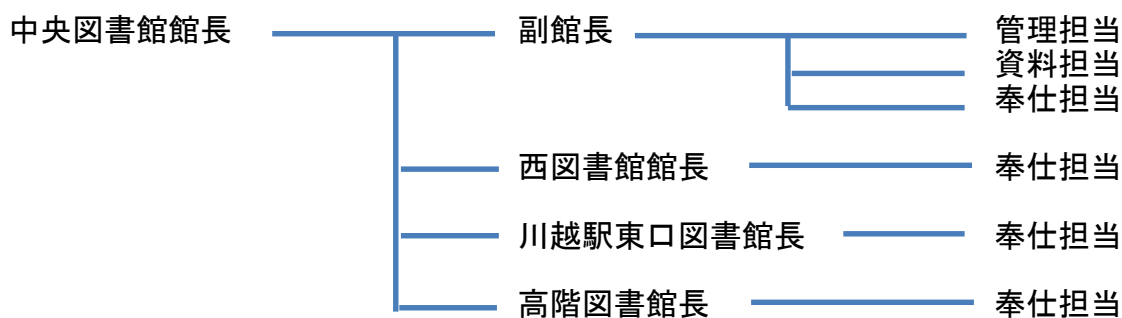 中央図書館館長 副館長 管理担当
資料担当
奉仕担当
西図書館館長 奉仕担当
川越駅東口図書館長 奉仕担当
高階図書館長 奉仕担当